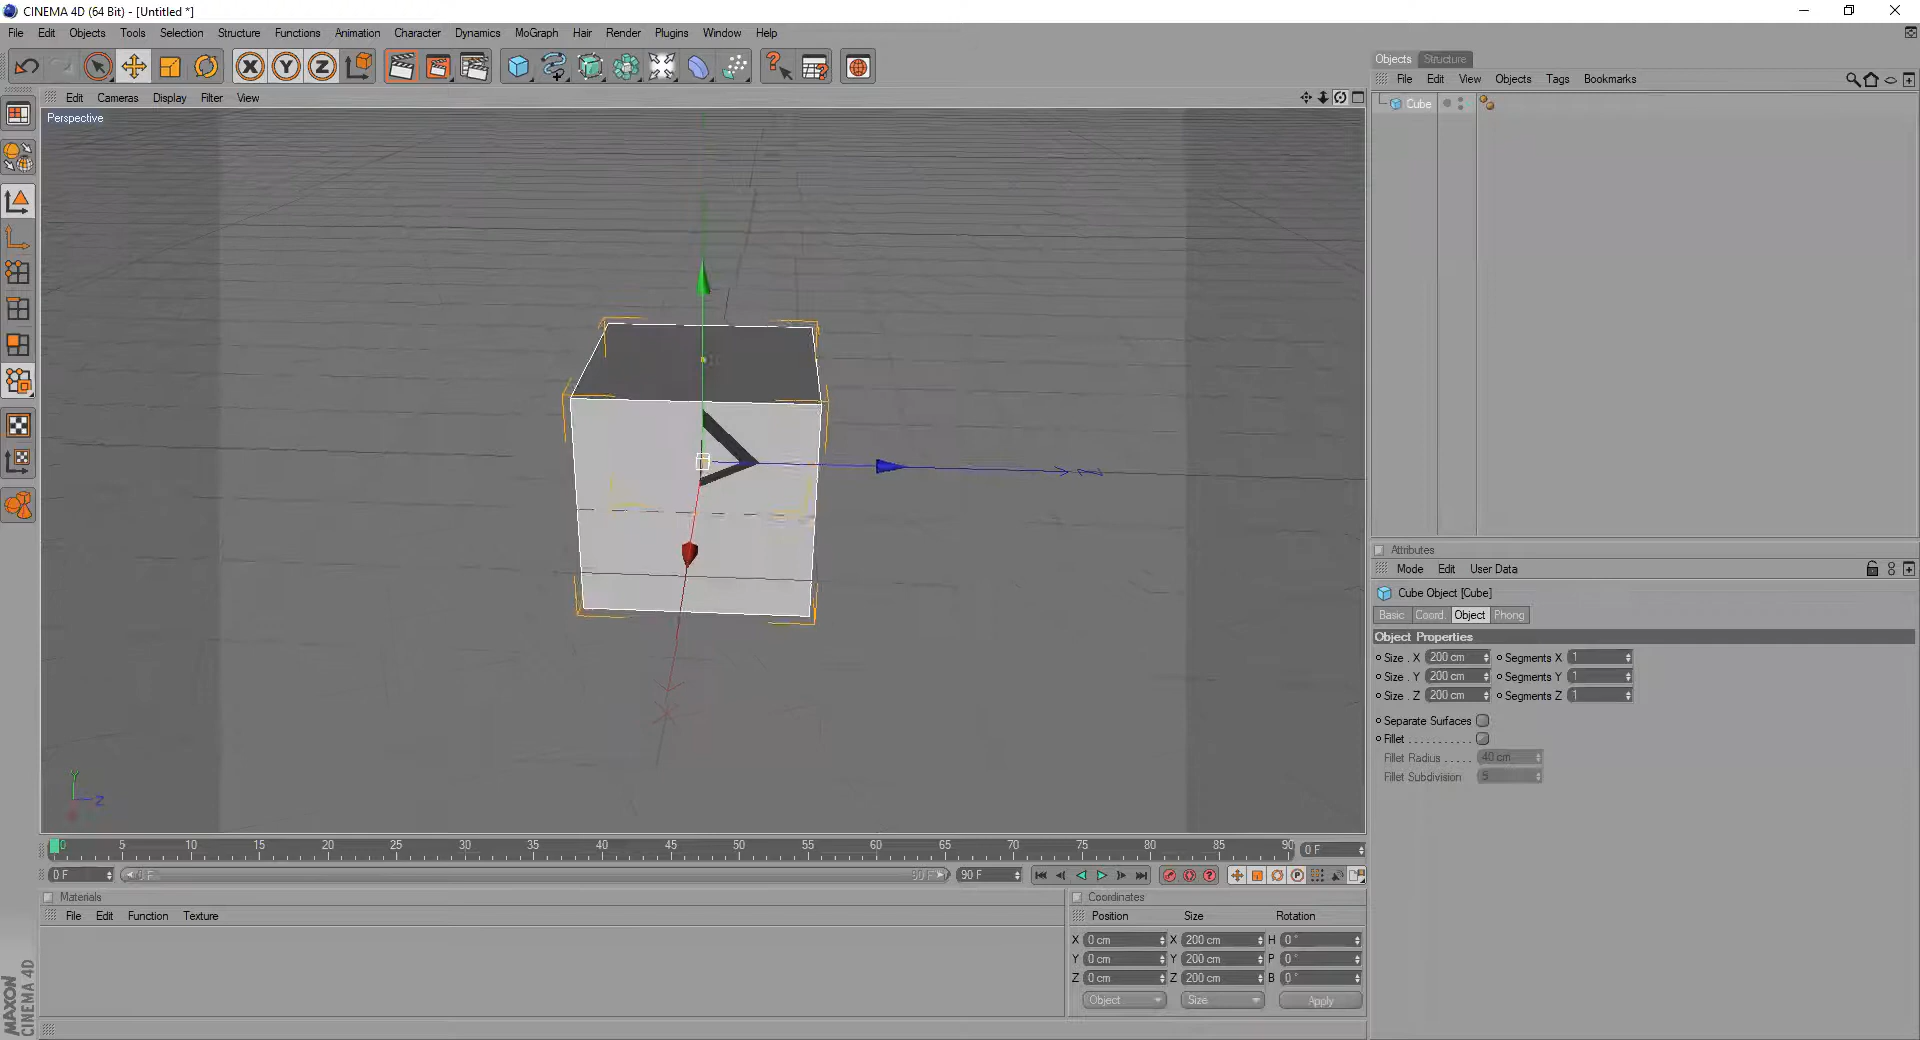 CINEMA 4D (64 Bit) - [Untitled *]
File Edit Objects Tools Selection Structure Functions Animation Character Dynamics MoGraph Hair Render Plugins Window Help
Edit Cameras Display Filter View
Perspective
Y
Z
0 5 10 15 20 25 30 35 40 45 50 55 60 65 70 75 80 85 90
0 F
0 F 0 F 90 F 90 F
Materials
File Edit Function Texture
Coordinates
Position Size Rotation
X 0 cm X 200 cm H 0 °
Y 0 cm Y 200 cm P 0 °
Z 0 cm Z 200 cm B 0 °
Object Size Apply
MAXON
CINEMA 4D
Objects Structure
File Edit View Objects Tags Bookmarks
Cube
Attributes
Mode Edit User Data
Cube Object [Cube]
Basic Coord. Object Phong
Object Properties
Size . X 200 cm Segments X 1
Size . Y 200 cm Segments Y 1
Size . Z 200 cm Segments Z 1
Separate Surfaces
Fillet . . . . . . . . . . .
Fillet Radius . . . . . 40 cm
Fillet Subdivision 5